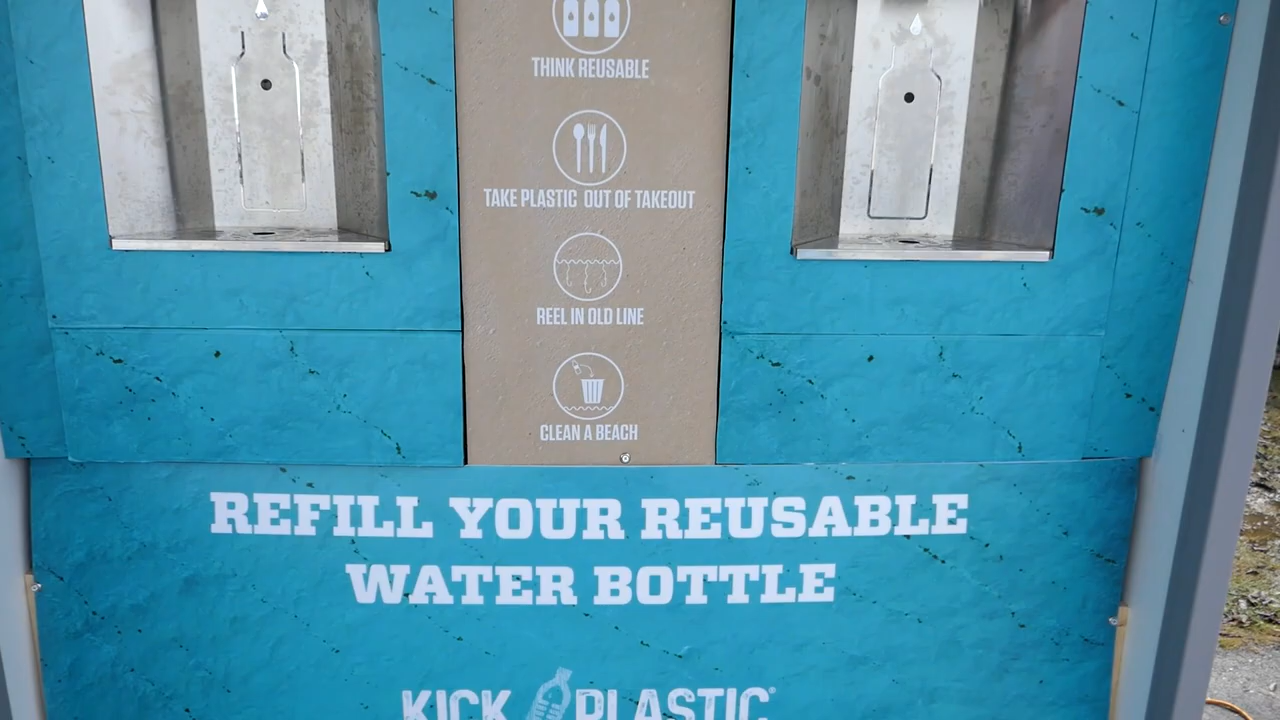 THINK REUSABLE
TAKE PLASTIC OUT OF TAKEOUT
REEL IN OLD LINE
CLEAN A BEACH
REFILL YOUR REUSABLE
WATER BOTTLE
KICK PLASTIC®